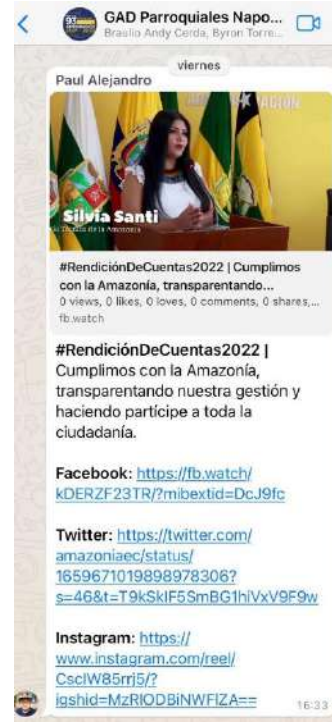 GAD Parroquiales Napo...
Braslio Andy Cerda, Byron Torre...
viernes
Paul Alejandro
Silvia Santi
#RendiciónDeCuentas2022 | Cumplimos
con la Amazonía, transparentando...
0 views, 0 likes, 0 loves, 0 comments, 0 shares,...
fb.watch
#RendiciónDeCuentas2022 |
Cumplimos con la Amazonía,
transparentando nuestra gestión y
haciendo partícipe a toda la
ciudadanía.
Facebook: https://fb.watch/
kDERZF23TR/?mibextid=DcJ9fc
Twitter: https://twitter.com/
amazoniaec/status/
1659671019898978306?
s=46&t=T9kSkIF5SmBG1hiVxV9F9w
Instagram: https://
www.instagram.com/reel/
CsclW85rrj5/?
igshid=MzRlODBiNWFlZA==
16:33